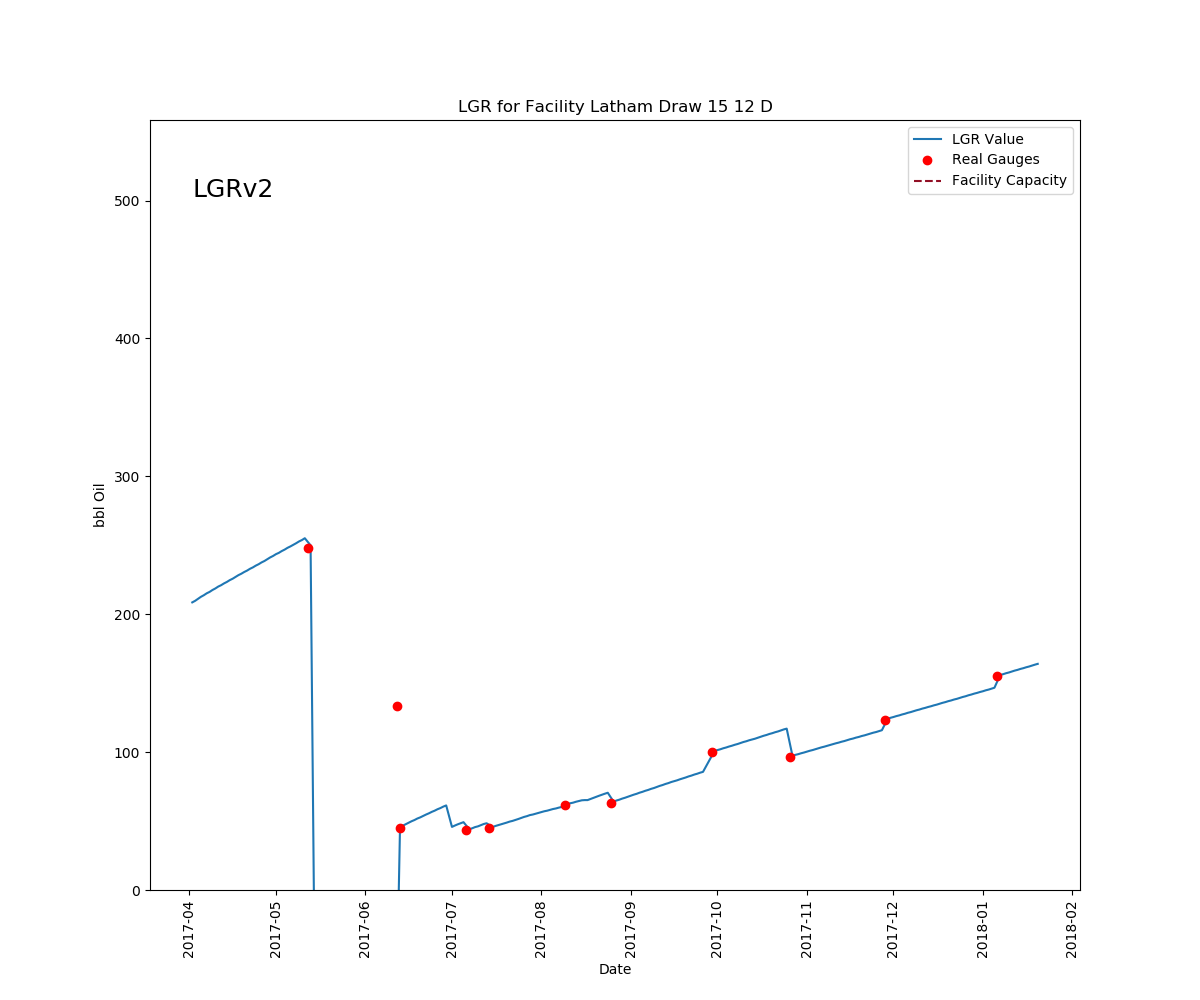 LGR for Facility Latham Draw 15 12 D
LGR Value
Real Gauges
Facility Capacity
LGRv2
500
400
300
200
100
0
bbl Oil
2017-04
2017-05
2017-06
2017-07
2017-08
2017-09
2017-10
2017-11
2017-12
2018-01
2018-02
Date